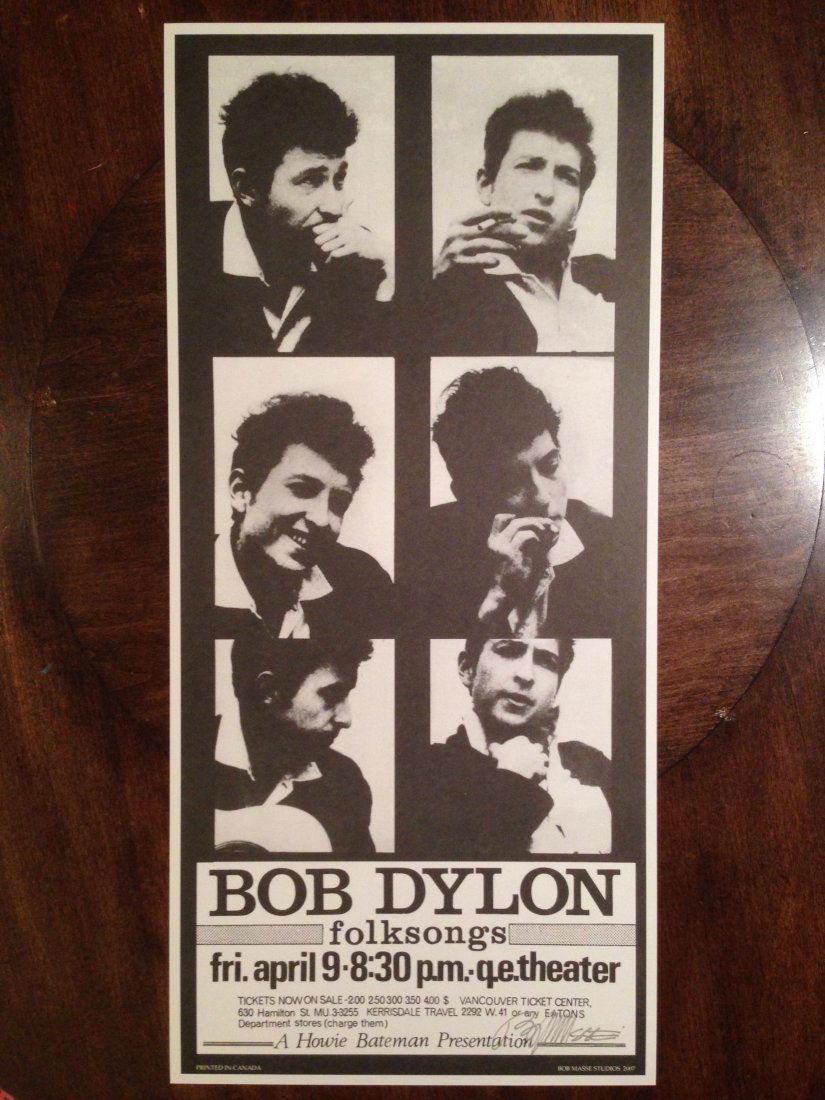 BOB DYLON
folksongs
fri. april 9·8:30 p.m.·q.e.theater
TICKETS NOW ON SALE -2.00 2.50 3.00 3.50 4.00 $ VANCOUVER TICKET CENTER,
630 Hamilton St. MU.3-3255 KERRISDALE TRAVEL 2292 W. 41 or any EATONS
Department stores (charge them)
A Howie Bateman Presentation
PRINTED IN CANADA
BOB MASSE STUDIOS 2007